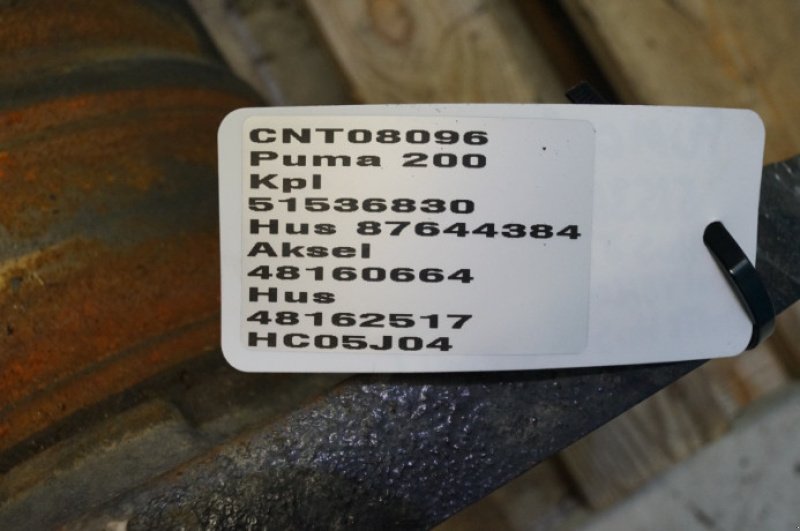 CNT08096
Puma 200
Kpl
51536830
Hus 87644384
Aksel
48160664
Hus
48162517
HC05J04